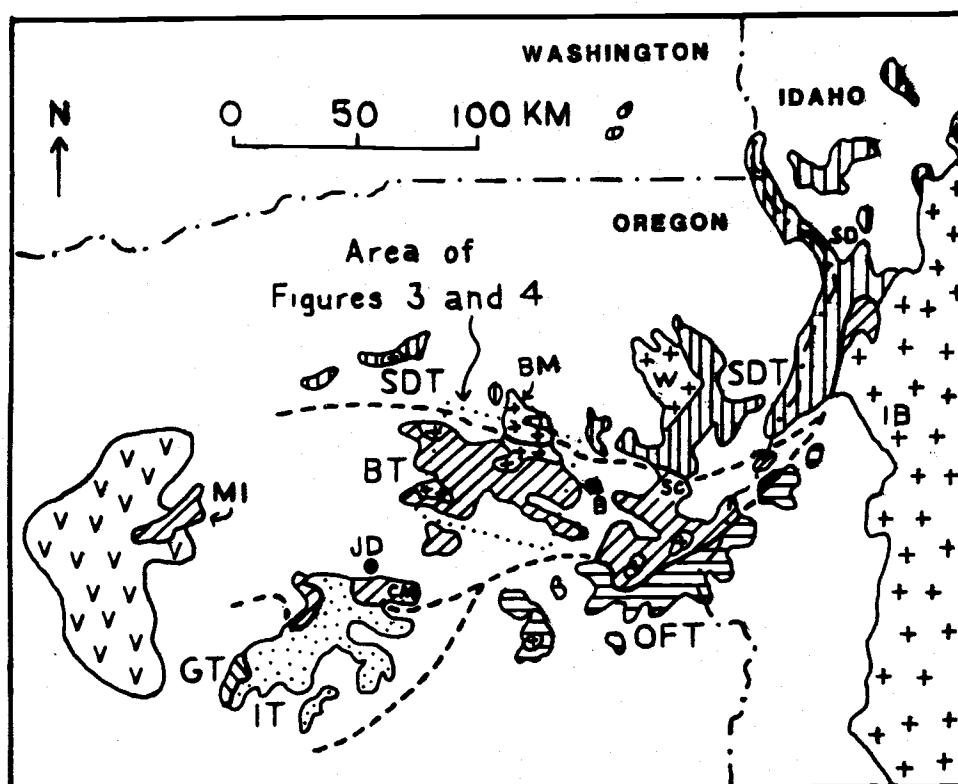 WASHINGTON
IDAHO
N
0 50 100 KM
OREGON
SD
Area of
Figures 3 and 4
SDT
BM
W
SDT
IB
BT
SC
B
MI
JD
CM
GT
IT
OFT